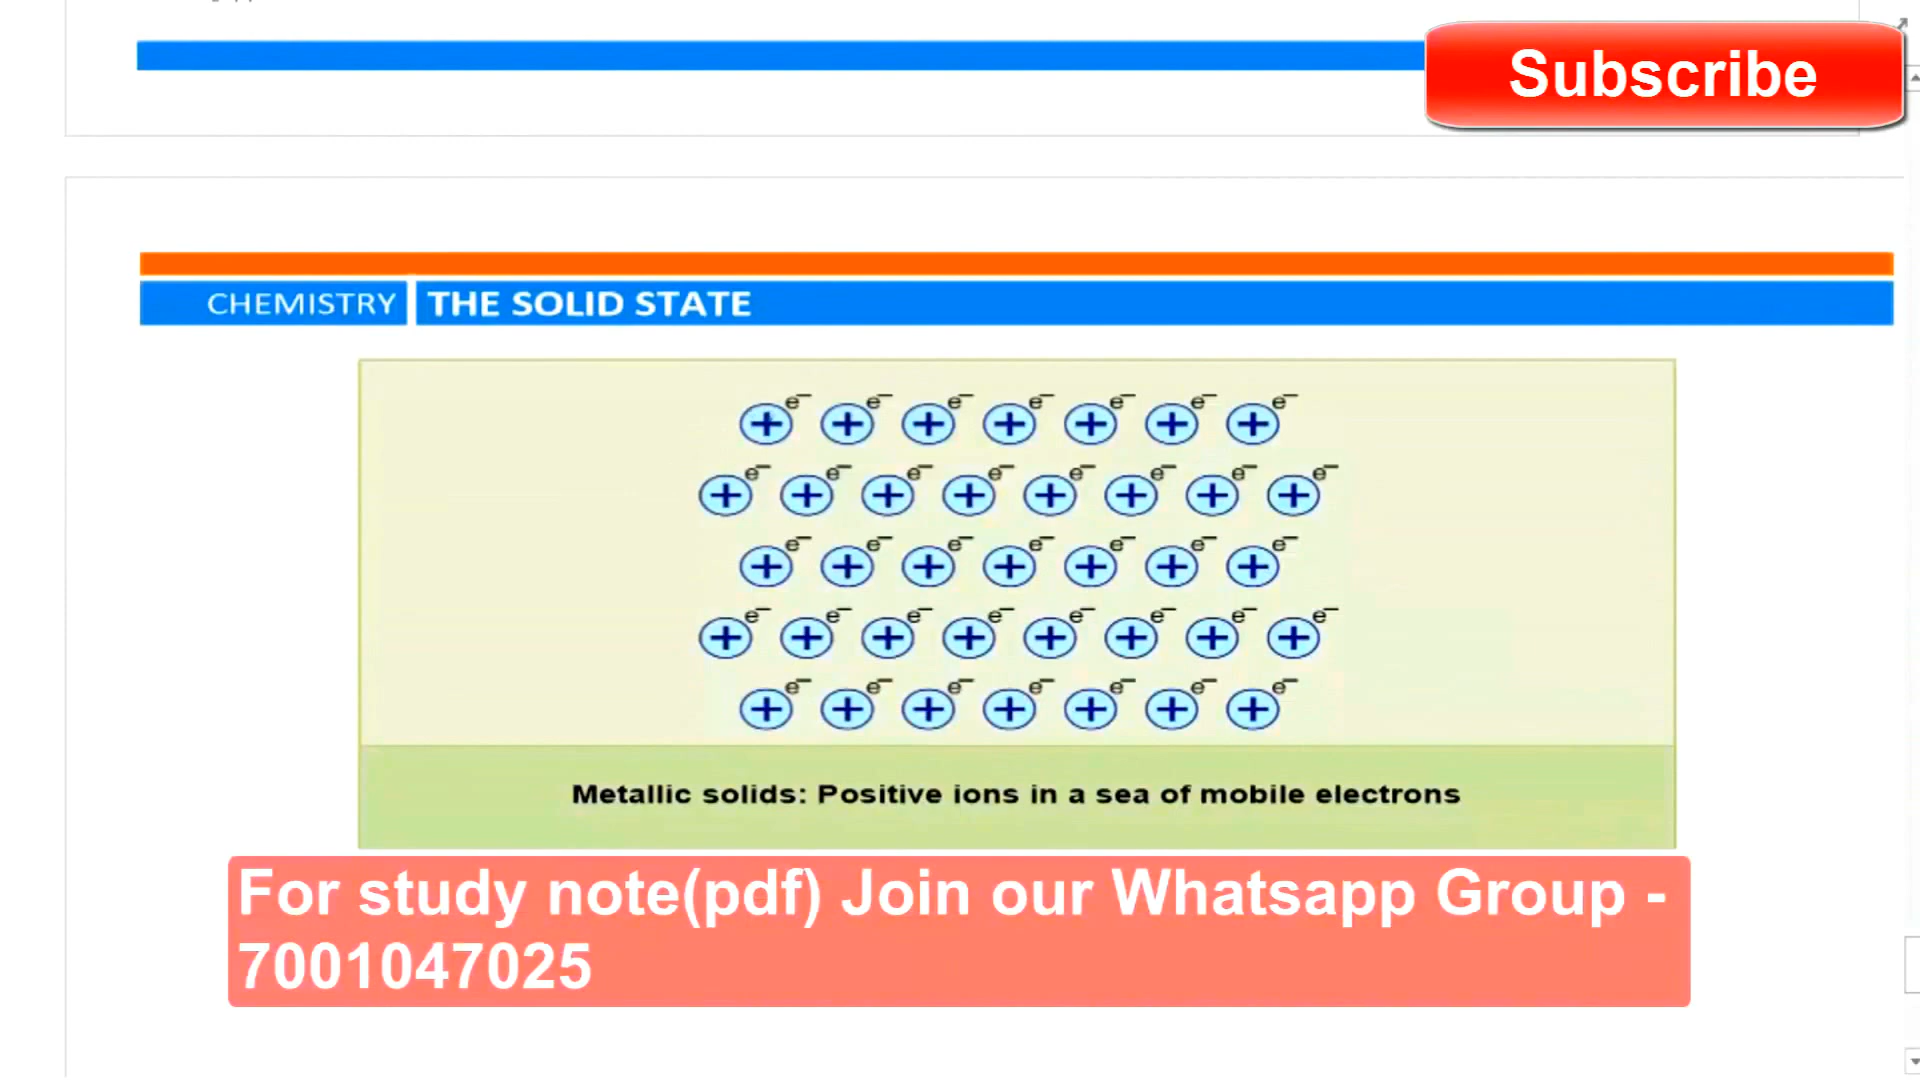 Subscribe
CHEMISTRY THE SOLID STATE
e⁻ e⁻ e⁻ e⁻ e⁻ e⁻ e⁻
+ + + + + + +
e⁻ e⁻ e⁻ e⁻ e⁻ e⁻ e⁻ e⁻
+ + + + + + + +
e⁻ e⁻ e⁻ e⁻ e⁻ e⁻ e⁻
+ + + + + + +
e⁻ e⁻ e⁻ e⁻ e⁻ e⁻ e⁻ e⁻
+ + + + + + + +
e⁻ e⁻ e⁻ e⁻ e⁻ e⁻ e⁻
+ + + + + + +
Metallic solids: Positive ions in a sea of mobile electrons
For study note(pdf) Join our Whatsapp Group -
7001047025